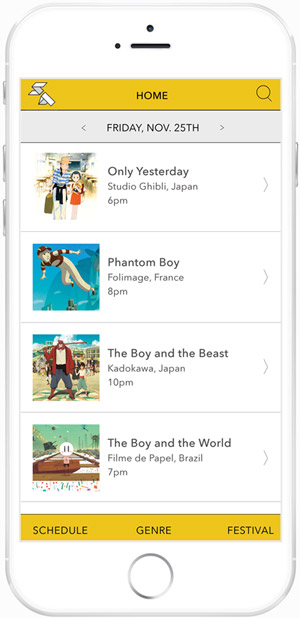 HOME
< FRIDAY, NOV. 25TH >
Only Yesterday
Studio Ghibli, Japan
6pm
Phantom Boy
Folimage, France
8pm
The Boy and the Beast
Kadokawa, Japan
10pm
The Boy and the World
Filme de Papel, Brazil
7pm
SCHEDULE GENRE FESTIVAL